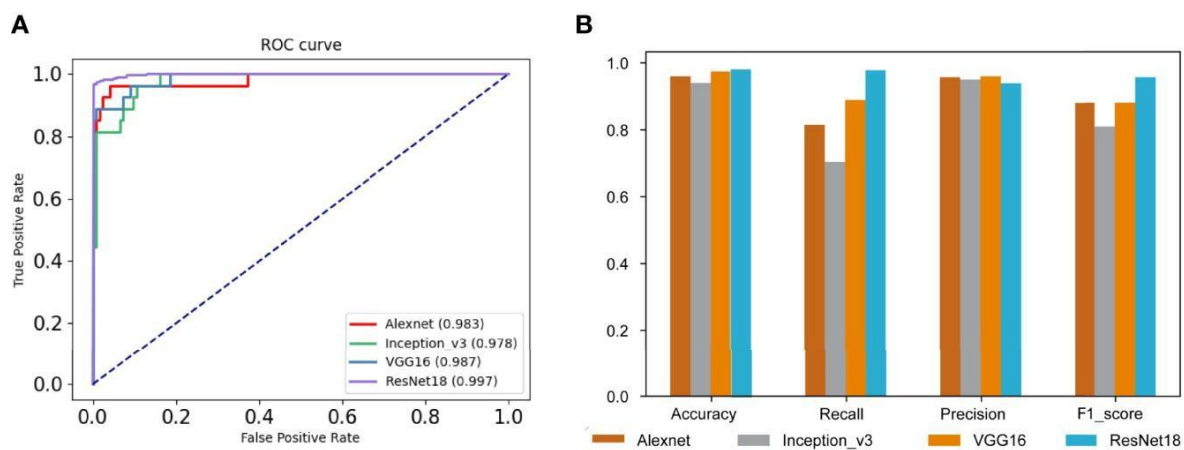 A
ROC curve
True Positive Rate
1.0
0.8
0.6
0.4
0.2
0.0
0.0 0.2 0.4 0.6 0.8 1.0
False Positive Rate
Alexnet (0.983)
Inception_v3 (0.978)
VGG16 (0.987)
ResNet18 (0.997)
B
1.0
0.8
0.6
0.4
0.2
0.0
Accuracy Recall Precision F1_score
Alexnet Inception_v3 VGG16 ResNet18